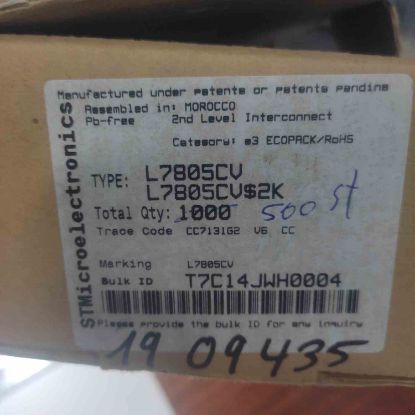 Manufactured under patents or patents pending
Assembled in: MOROCCO
Pb-free 2nd Level Interconnect
Category: e3 ECOPACK/RoHS
STMicroelectronics
TYPE: L7805CV
L7805CV$2K
Total Qty: 1000 500 st
Trace Code CC7131G2 V6 CC
Marking L7805CV
Bulk ID T7C14JWH0004
Please provide the bulk ID for any inquiry
19 09435